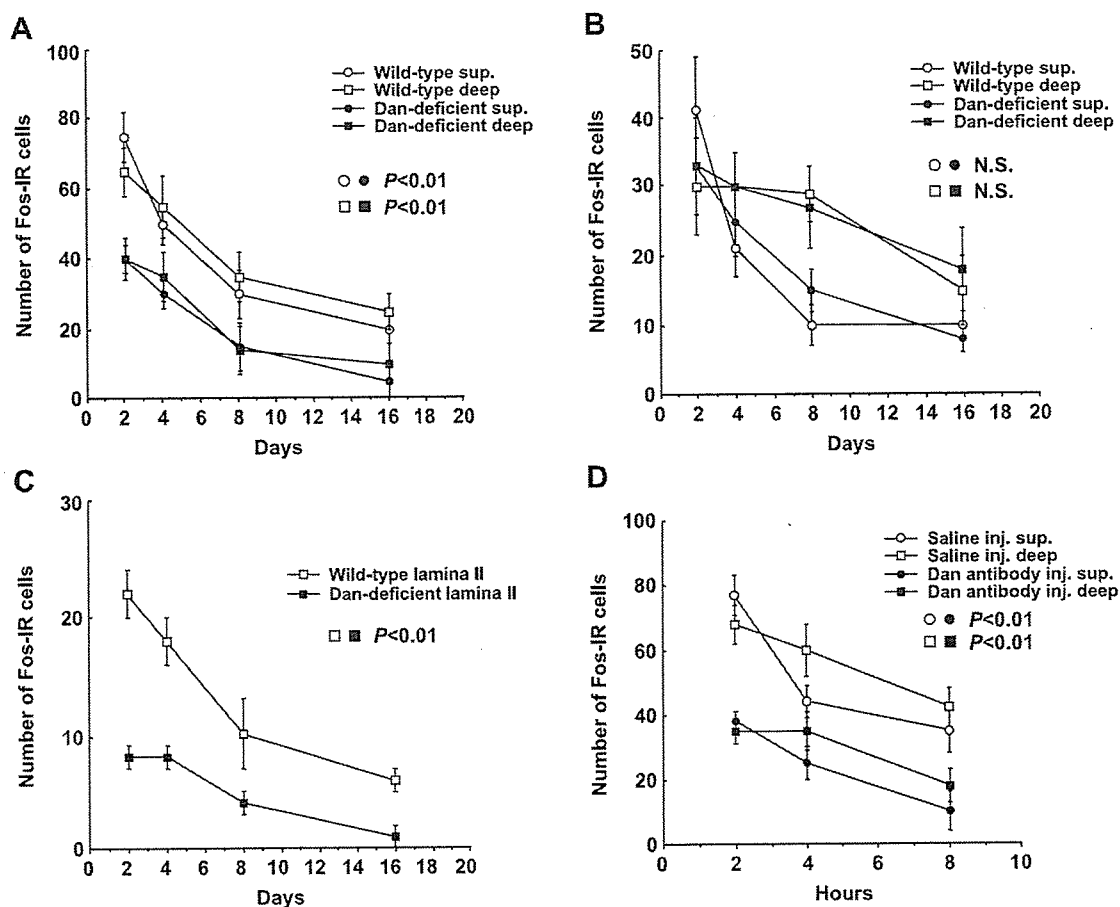 A
100
80
60
40
20
0
Number of Fos-IR cells
Wild-type sup.
Wild-type deep
Dan-deficient sup.
Dan-deficient deep
P<0.01
P<0.01
0 2 4 6 8 10 12 14 16 18 20
Days
B
50
40
30
20
10
0
Number of Fos-IR cells
Wild-type sup.
Wild-type deep
Dan-deficient sup.
Dan-deficient deep
N.S.
N.S.
0 2 4 6 8 10 12 14 16 18 20
Days
C
30
20
10
0
Number of Fos-IR cells
Wild-type lamina II
Dan-deficient lamina II
P<0.01
0 2 4 6 8 10 12 14 16 18 20
Days
D
100
80
60
40
20
0
Number of Fos-IR cells
Saline inj. sup.
Saline inj. deep
Dan antibody inj. sup.
Dan antibody inj. deep
P<0.01
P<0.01
0 2 4 6 8 10
Hours